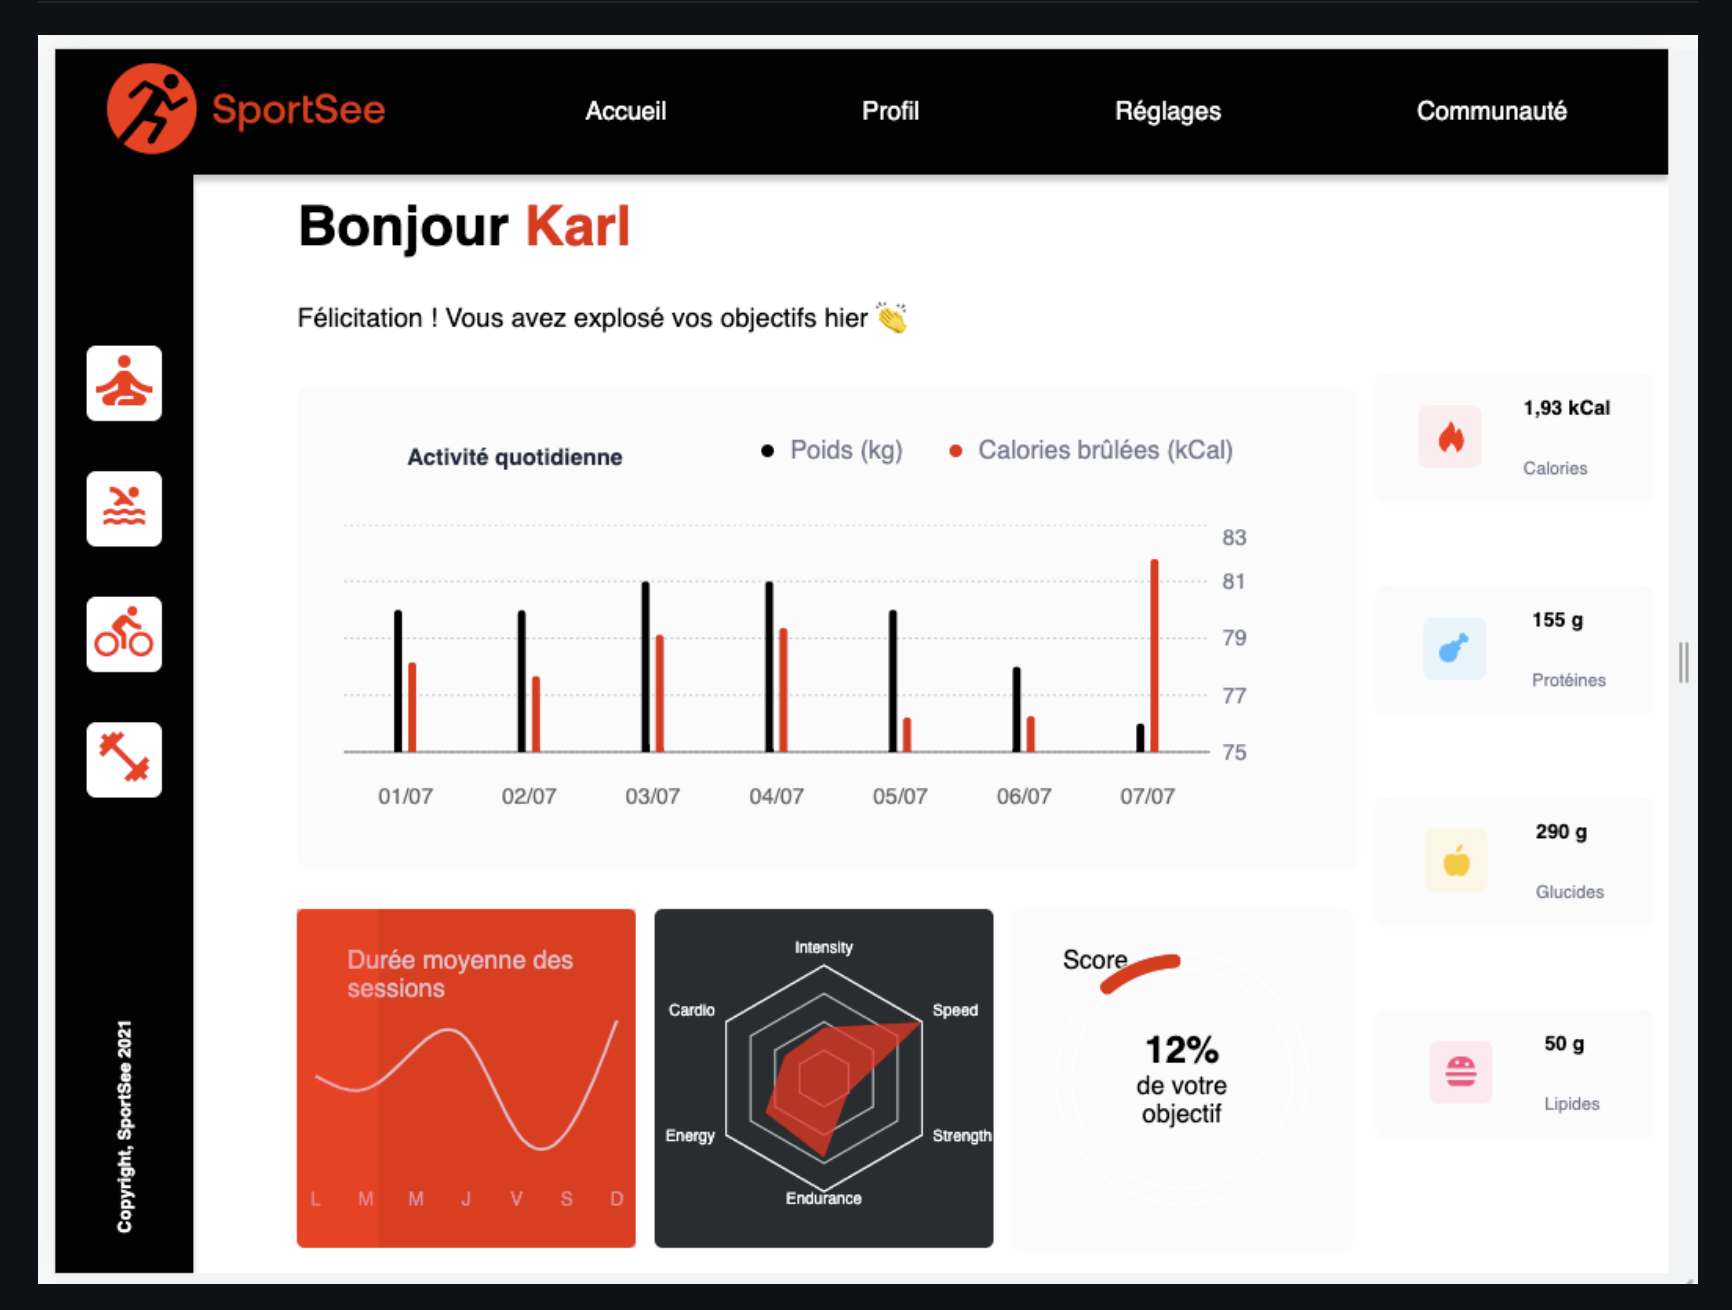 SportSee
Accueil
Profil
Réglages
Communauté
Bonjour Karl
Félicitation ! Vous avez explosé vos objectifs hier 👏
Activité quotidienne
Poids (kg)
Calories brûlées (kCal)
83
81
79
77
75
01/07
02/07
03/07
04/07
05/07
06/07
07/07
1,93 kCal
Calories
155 g
Protéines
290 g
Glucides
50 g
Lipides
Durée moyenne des
sessions
L M M J V S D
Intensity
Speed
Strength
Endurance
Energy
Cardio
Score
12%
de votre
objectif
Copyright, SportSee 2021